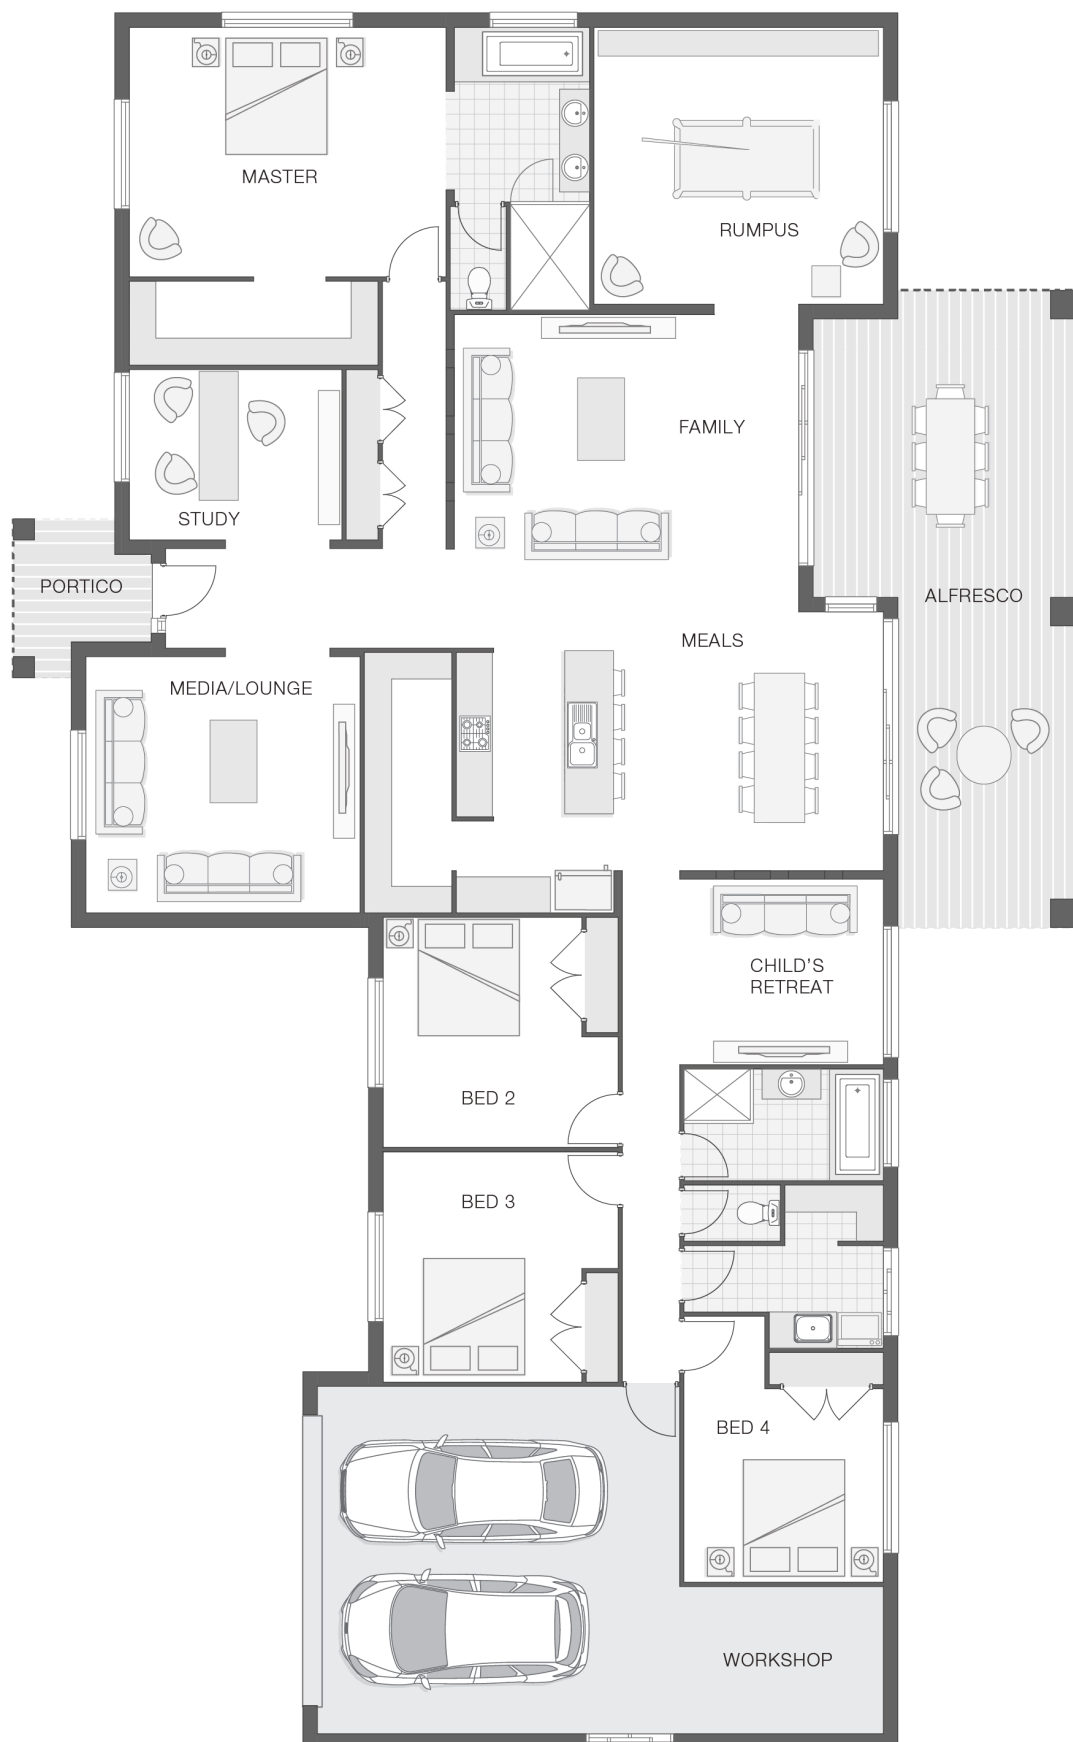 MASTER
RUMPUS
FAMILY
STUDY
PORTICO
ALFRESCO
MEALS
MEDIA/LOUNGE
CHILD'S
RETREAT
BED 2
BED 3
BED 4
WORKSHOP